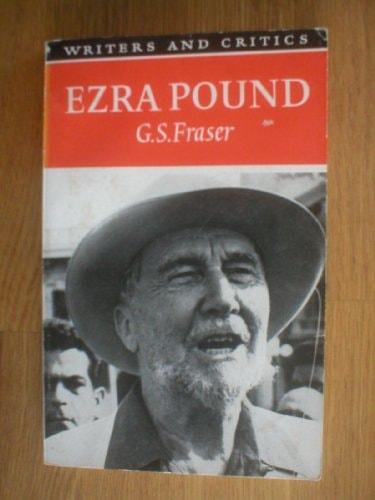 WRITERS AND CRITICS
EZRA POUND
G.S.Fraser